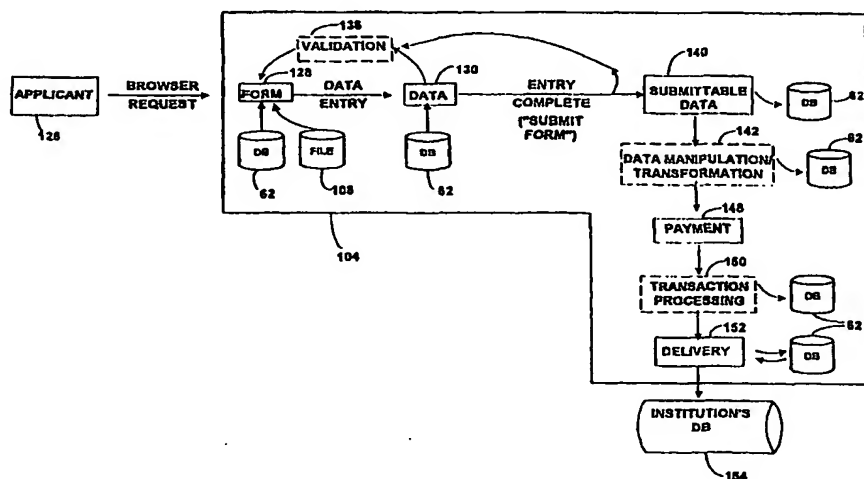 136
VALIDATION
128
130
140
APPLICANT
BROWSER
REQUEST
FORM
DATA
ENTRY
DATA
ENTRY
COMPLETE
("SUBMIT
FORM")
SUBMITTABLE
DATA
DB
62
126
142
62
DB
FILE
DB
DATA MANIPULATION/
TRANSFORMATION
DB
62
108
62
148
PAYMENT
104
150
TRANSACTION
PROCESSING
DB
152
62
DELIVERY
DB
INSTITUTION'S
DB
154